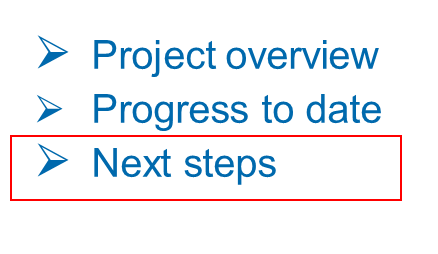 Project overview
Progress to date
Next steps